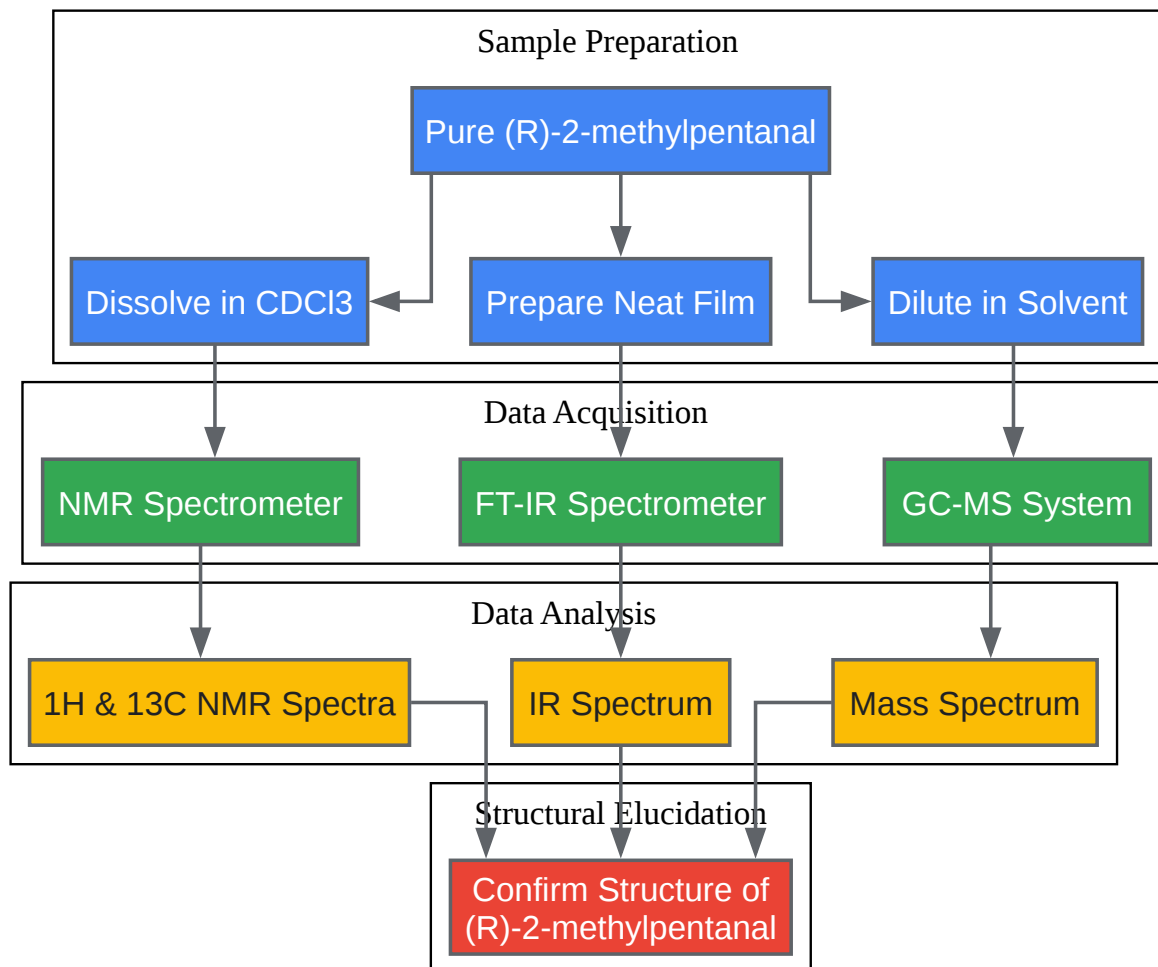 Sample Preparation
Pure (R)-2-methylpentanal
Dissolve in CDCl3
Prepare Neat Film
Dilute in Solvent
Data Acquisition
NMR Spectrometer
FT-IR Spectrometer
GC-MS System
Data Analysis
1H & 13C NMR Spectra
IR Spectrum
Mass Spectrum
Structural Elucidation
Confirm Structure of
(R)-2-methylpentanal